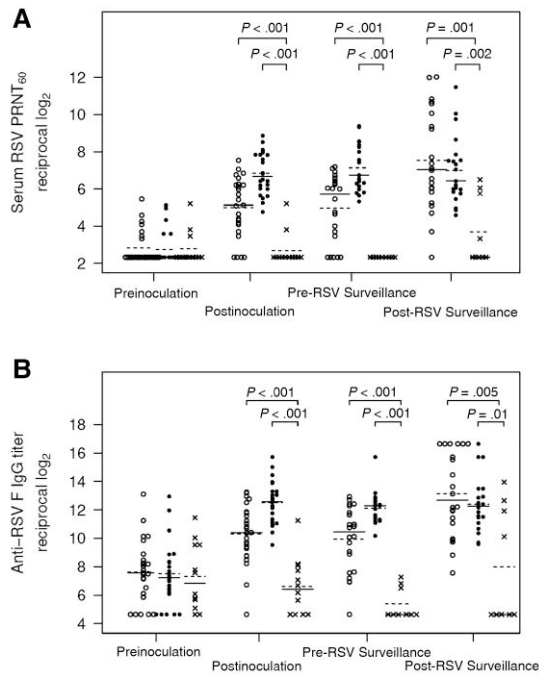 A
P < .001
P < .001
P = .001
P < .001
P < .001
P = .002
Serum RSV PRNT60
reciprocal log2
12
10
8
6
4
2
Preinoculation
Pre-RSV Surveillance
Postinoculation
Post-RSV Surveillance
B
P < .001
P < .001
P = .005
P < .001
P < .001
P = .01
Anti–RSV F IgG titer
reciprocal log2
18
16
14
12
10
8
6
4
Preinoculation
Pre-RSV Surveillance
Postinoculation
Post-RSV Surveillance